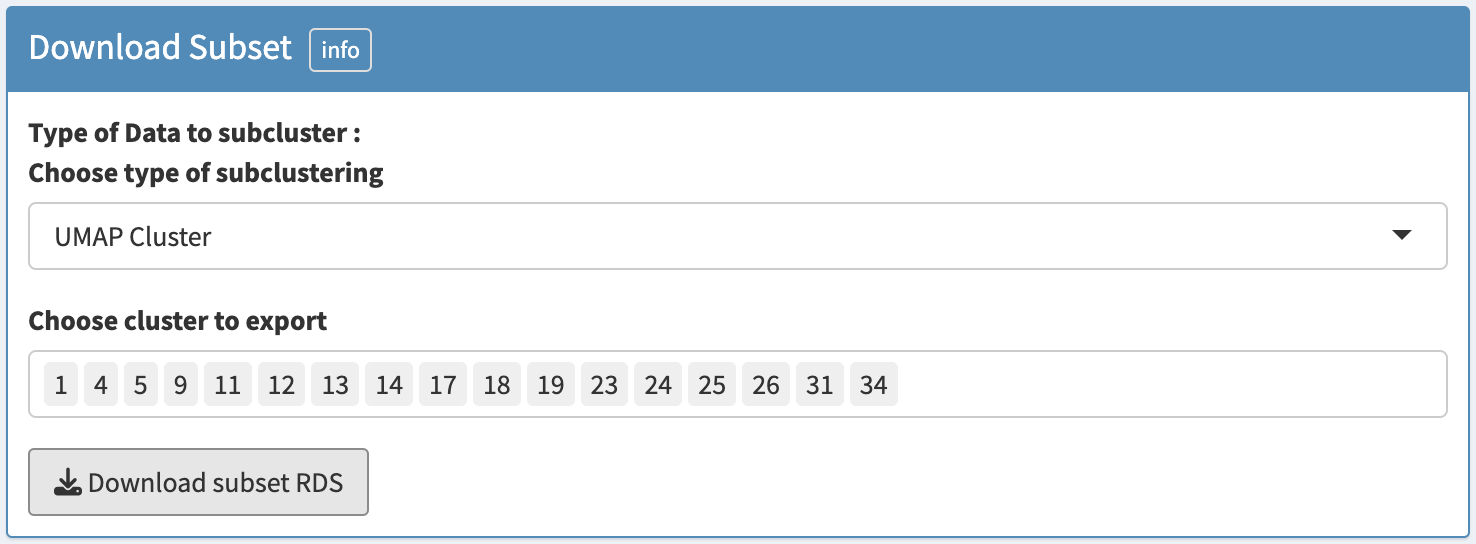 Download Subset info
Type of Data to subcluster :
Choose type of subclustering
UMAP Cluster
Choose cluster to export
1 4 5 9 11 12 13 14 17 18 19 23 24 25 26 31 34
Download subset RDS